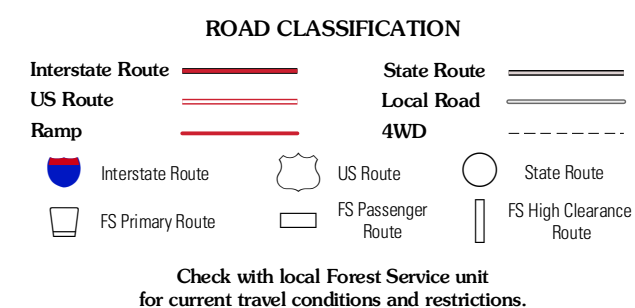 ROAD CLASSIFICATION
Interstate Route
State Route
US Route
Local Road
Ramp
4WD
Interstate Route
US Route
State Route
FS Primary Route
FS Passenger
Route
FS High Clearance
Route
Check with local Forest Service unit
for current travel conditions and restrictions.